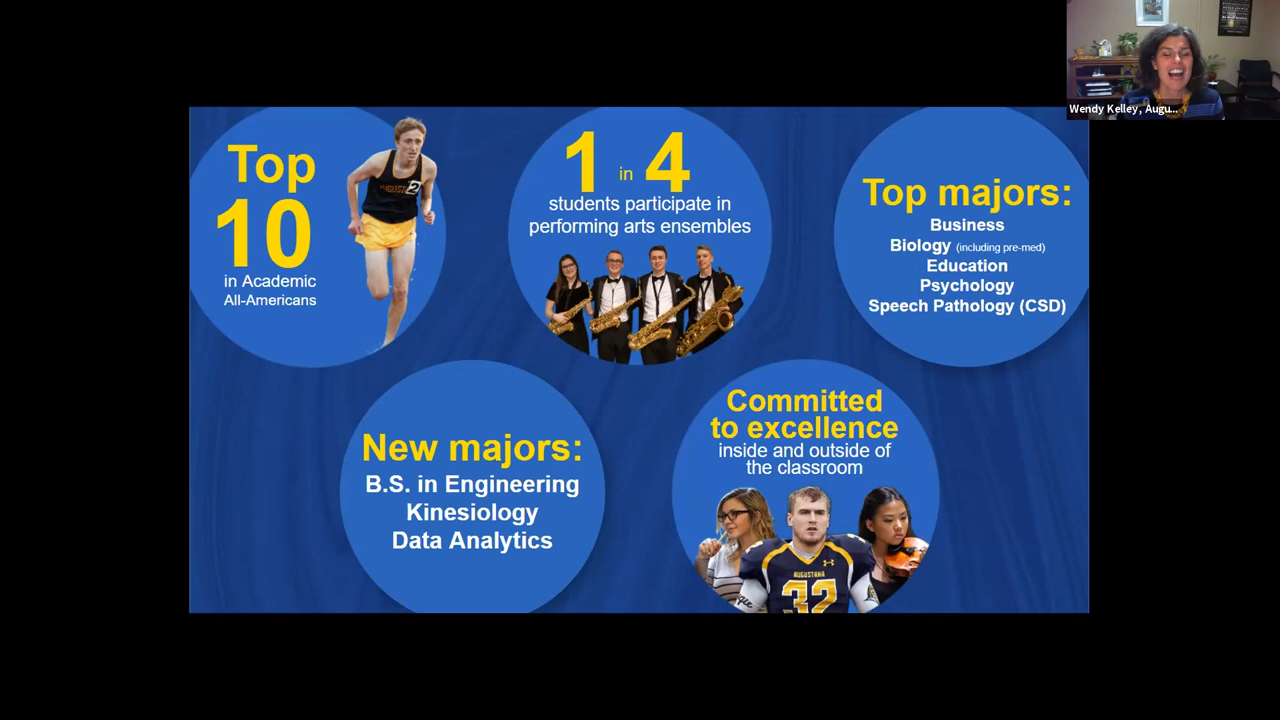 Wendy Kelley, Augu...
Top
10
in Academic
All-Americans
AUGUSTANA
2
1 in 4
students participate in
performing arts ensembles
Top majors:
Business
Biology (including pre-med)
Education
Psychology
Speech Pathology (CSD)
New majors:
B.S. in Engineering
Kinesiology
Data Analytics
Committed
to excellence
inside and outside of
the classroom
AUGUSTANA
32